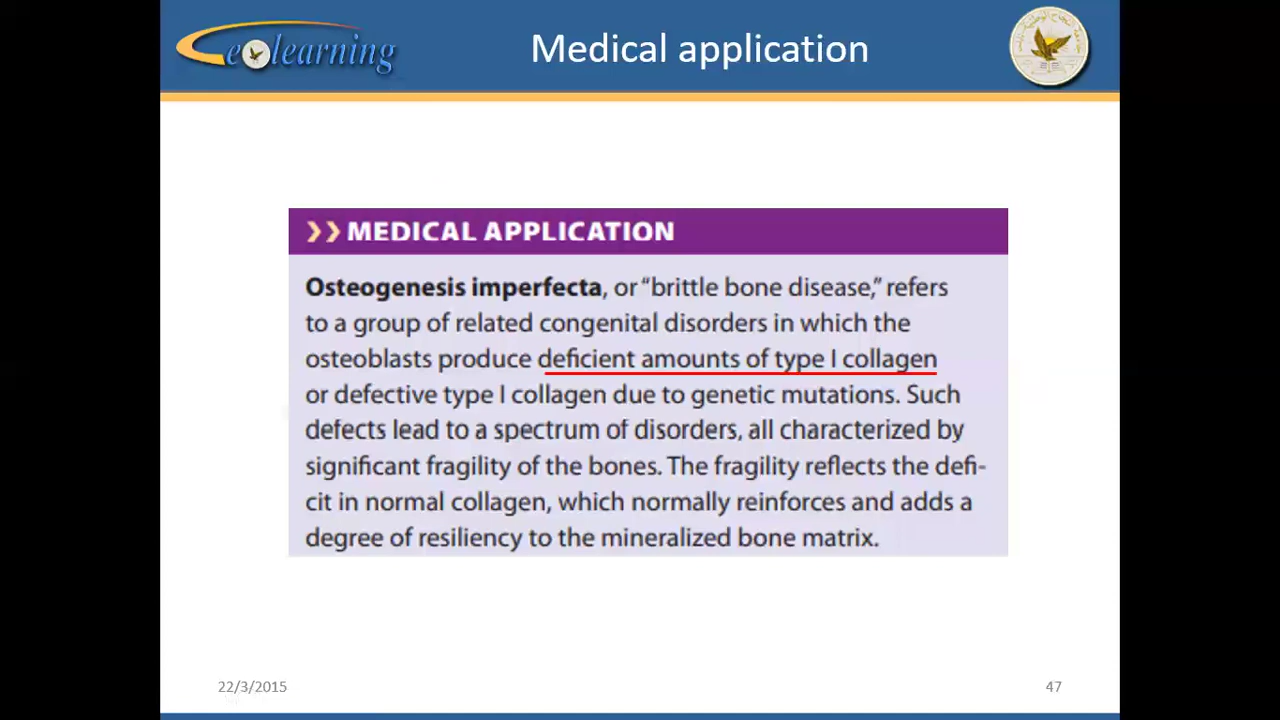 eolearning
Medical application
MEDICAL APPLICATION
Osteogenesis imperfecta, or “brittle bone disease,” refers
to a group of related congenital disorders in which the
osteoblasts produce deficient amounts of type I collagen
or defective type I collagen due to genetic mutations. Such
defects lead to a spectrum of disorders, all characterized by
significant fragility of the bones. The fragility reflects the defi-
cit in normal collagen, which normally reinforces and adds a
degree of resiliency to the mineralized bone matrix.
22/3/2015
47